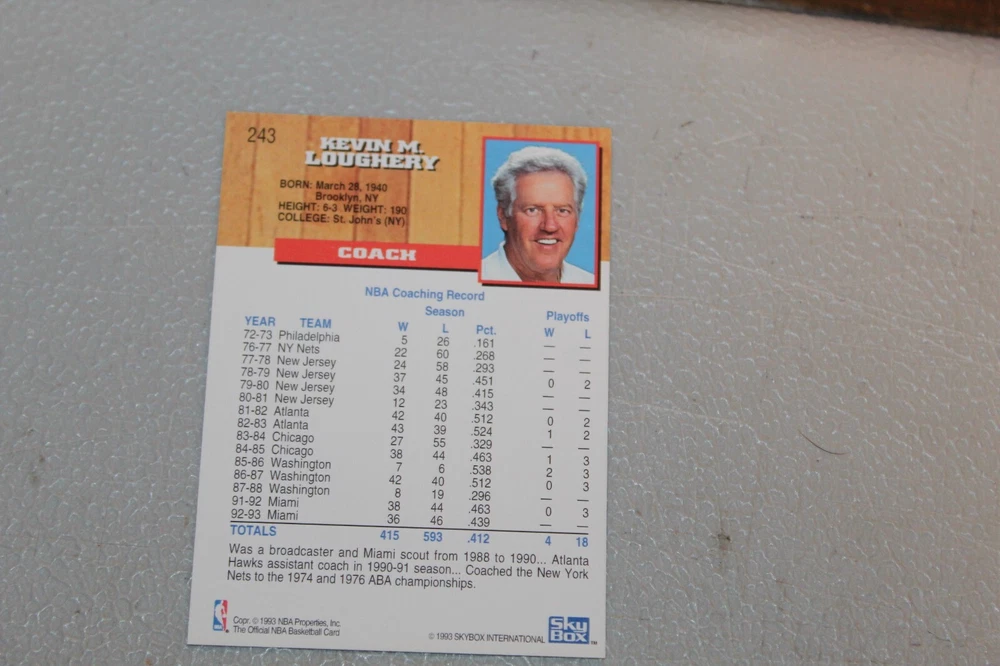 243
KEVIN M.
LOUGHERY
BORN: March 28, 1940
Brooklyn, NY
HEIGHT: 6-3 WEIGHT: 190
COLLEGE: St. John's (NY)
COACH
NBA Coaching Record
Season Playoffs
YEAR TEAM W L Pct. W L
72-73 Philadelphia 5 26 .161 — —
76-77 NY Nets 22 60 .268 — —
77-78 New Jersey 24 58 .293 — —
78-79 New Jersey 37 45 .451 0 2
79-80 New Jersey 34 48 .415 — —
80-81 New Jersey 12 23 .343 — —
81-82 Atlanta 42 40 .512 0 2
82-83 Atlanta 43 39 .524 1 2
83-84 Chicago 27 55 .329 — —
84-85 Chicago 38 44 .463 1 3
85-86 Washington 7 6 .538 2 3
86-87 Washington 42 40 .512 0 3
87-88 Washington 8 19 .296 — —
91-92 Miami 38 44 .463 0 3
92-93 Miami 36 46 .439 — —
TOTALS 415 593 .412 4 18
Was a broadcaster and Miami scout from 1988 to 1990... Atlanta
Hawks assistant coach in 1990-91 season... Coached the New York
Nets to the 1974 and 1976 ABA championships.
Copr. © 1993 NBA Properties, Inc.
The Official NBA Basketball Card
© 1993 SKYBOX INTERNATIONAL
Sky
BOX TM